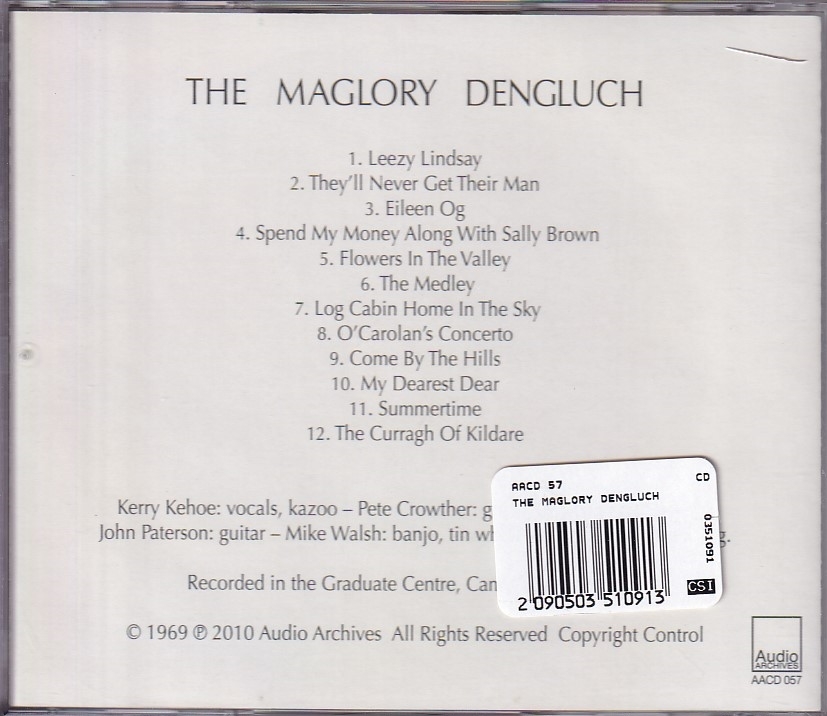 THE MAGLORY DENGLUCH
1. Leezy Lindsay
2. They'll Never Get Their Man
3. Eileen Og
4. Spend My Money Along With Sally Brown
5. Flowers In The Valley
6. The Medley
7. Log Cabin Home In The Sky
8. O'Carolan's Concerto
9. Come By The Hills
10. My Dearest Dear
11. Summertime
12. The Curragh Of Kildare
Kerry Kehoe: vocals, kazoo – Pete Crowther: g
John Paterson: guitar – Mike Walsh: banjo, tin wh
Recorded in the Graduate Centre, Cam
AACD 57 CD
THE MAGLORY DENGLUCH
0351091
CSI
2 090503 510913
© 1969 ℗ 2010 Audio Archives All Rights Reserved Copyright Control
Audio
ARCHIVES
AACD 057